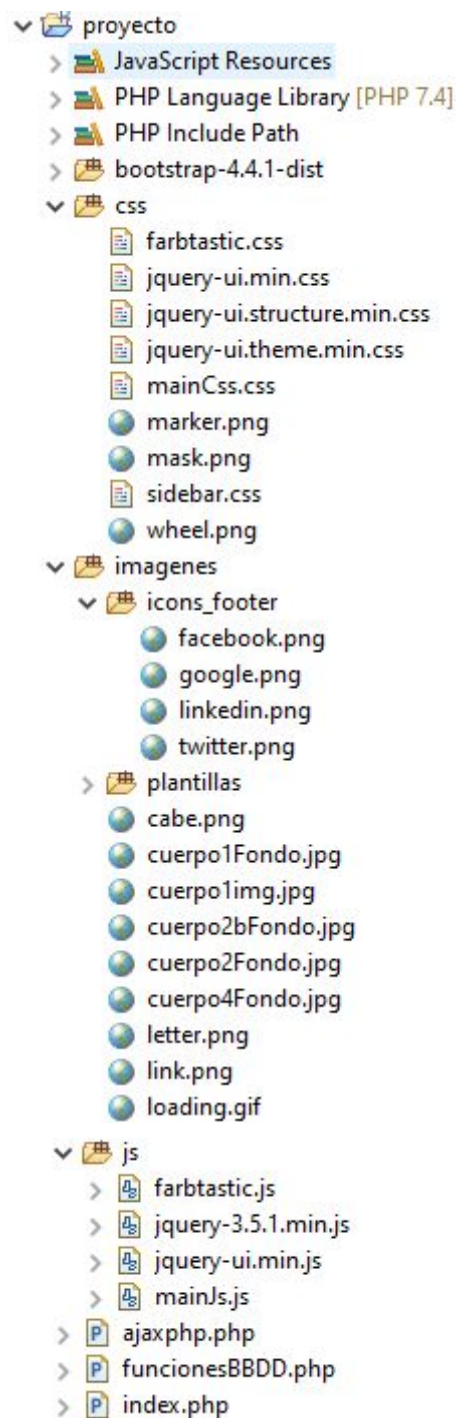 proyecto
JavaScript Resources
PHP Language Library [PHP 7.4]
PHP Include Path
bootstrap-4.4.1-dist
css
farbtastic.css
jquery-ui.min.css
jquery-ui.structure.min.css
jquery-ui.theme.min.css
mainCss.css
marker.png
mask.png
sidebar.css
wheel.png
imagenes
icons_footer
facebook.png
google.png
linkedin.png
twitter.png
plantillas
cabe.png
cuerpo1Fondo.jpg
cuerpo1img.jpg
cuerpo2bFondo.jpg
cuerpo2Fondo.jpg
cuerpo4Fondo.jpg
letter.png
link.png
loading.gif
js
farbtastic.js
jquery-3.5.1.min.js
jquery-ui.min.js
mainJs.js
ajaxphp.php
funcionesBBDD.php
index.php